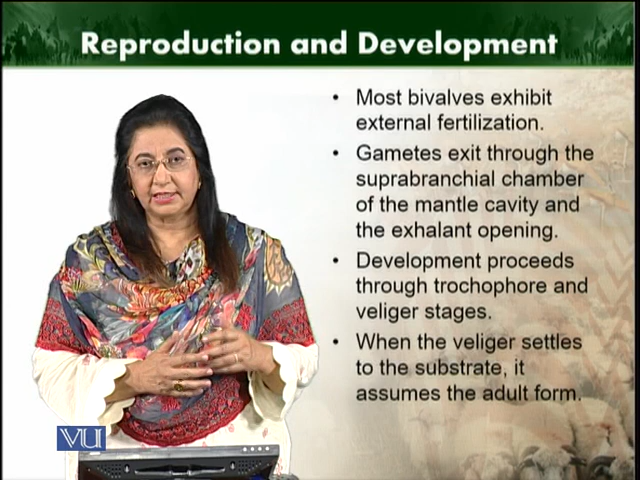 Reproduction and Development
• Most bivalves exhibit
external fertilization.
• Gametes exit through the
suprabranchial chamber
of the mantle cavity and
the exhalant opening.
• Development proceeds
through trochophore and
veliger stages.
• When the veliger settles
to the substrate, it
assumes the adult form.
VU